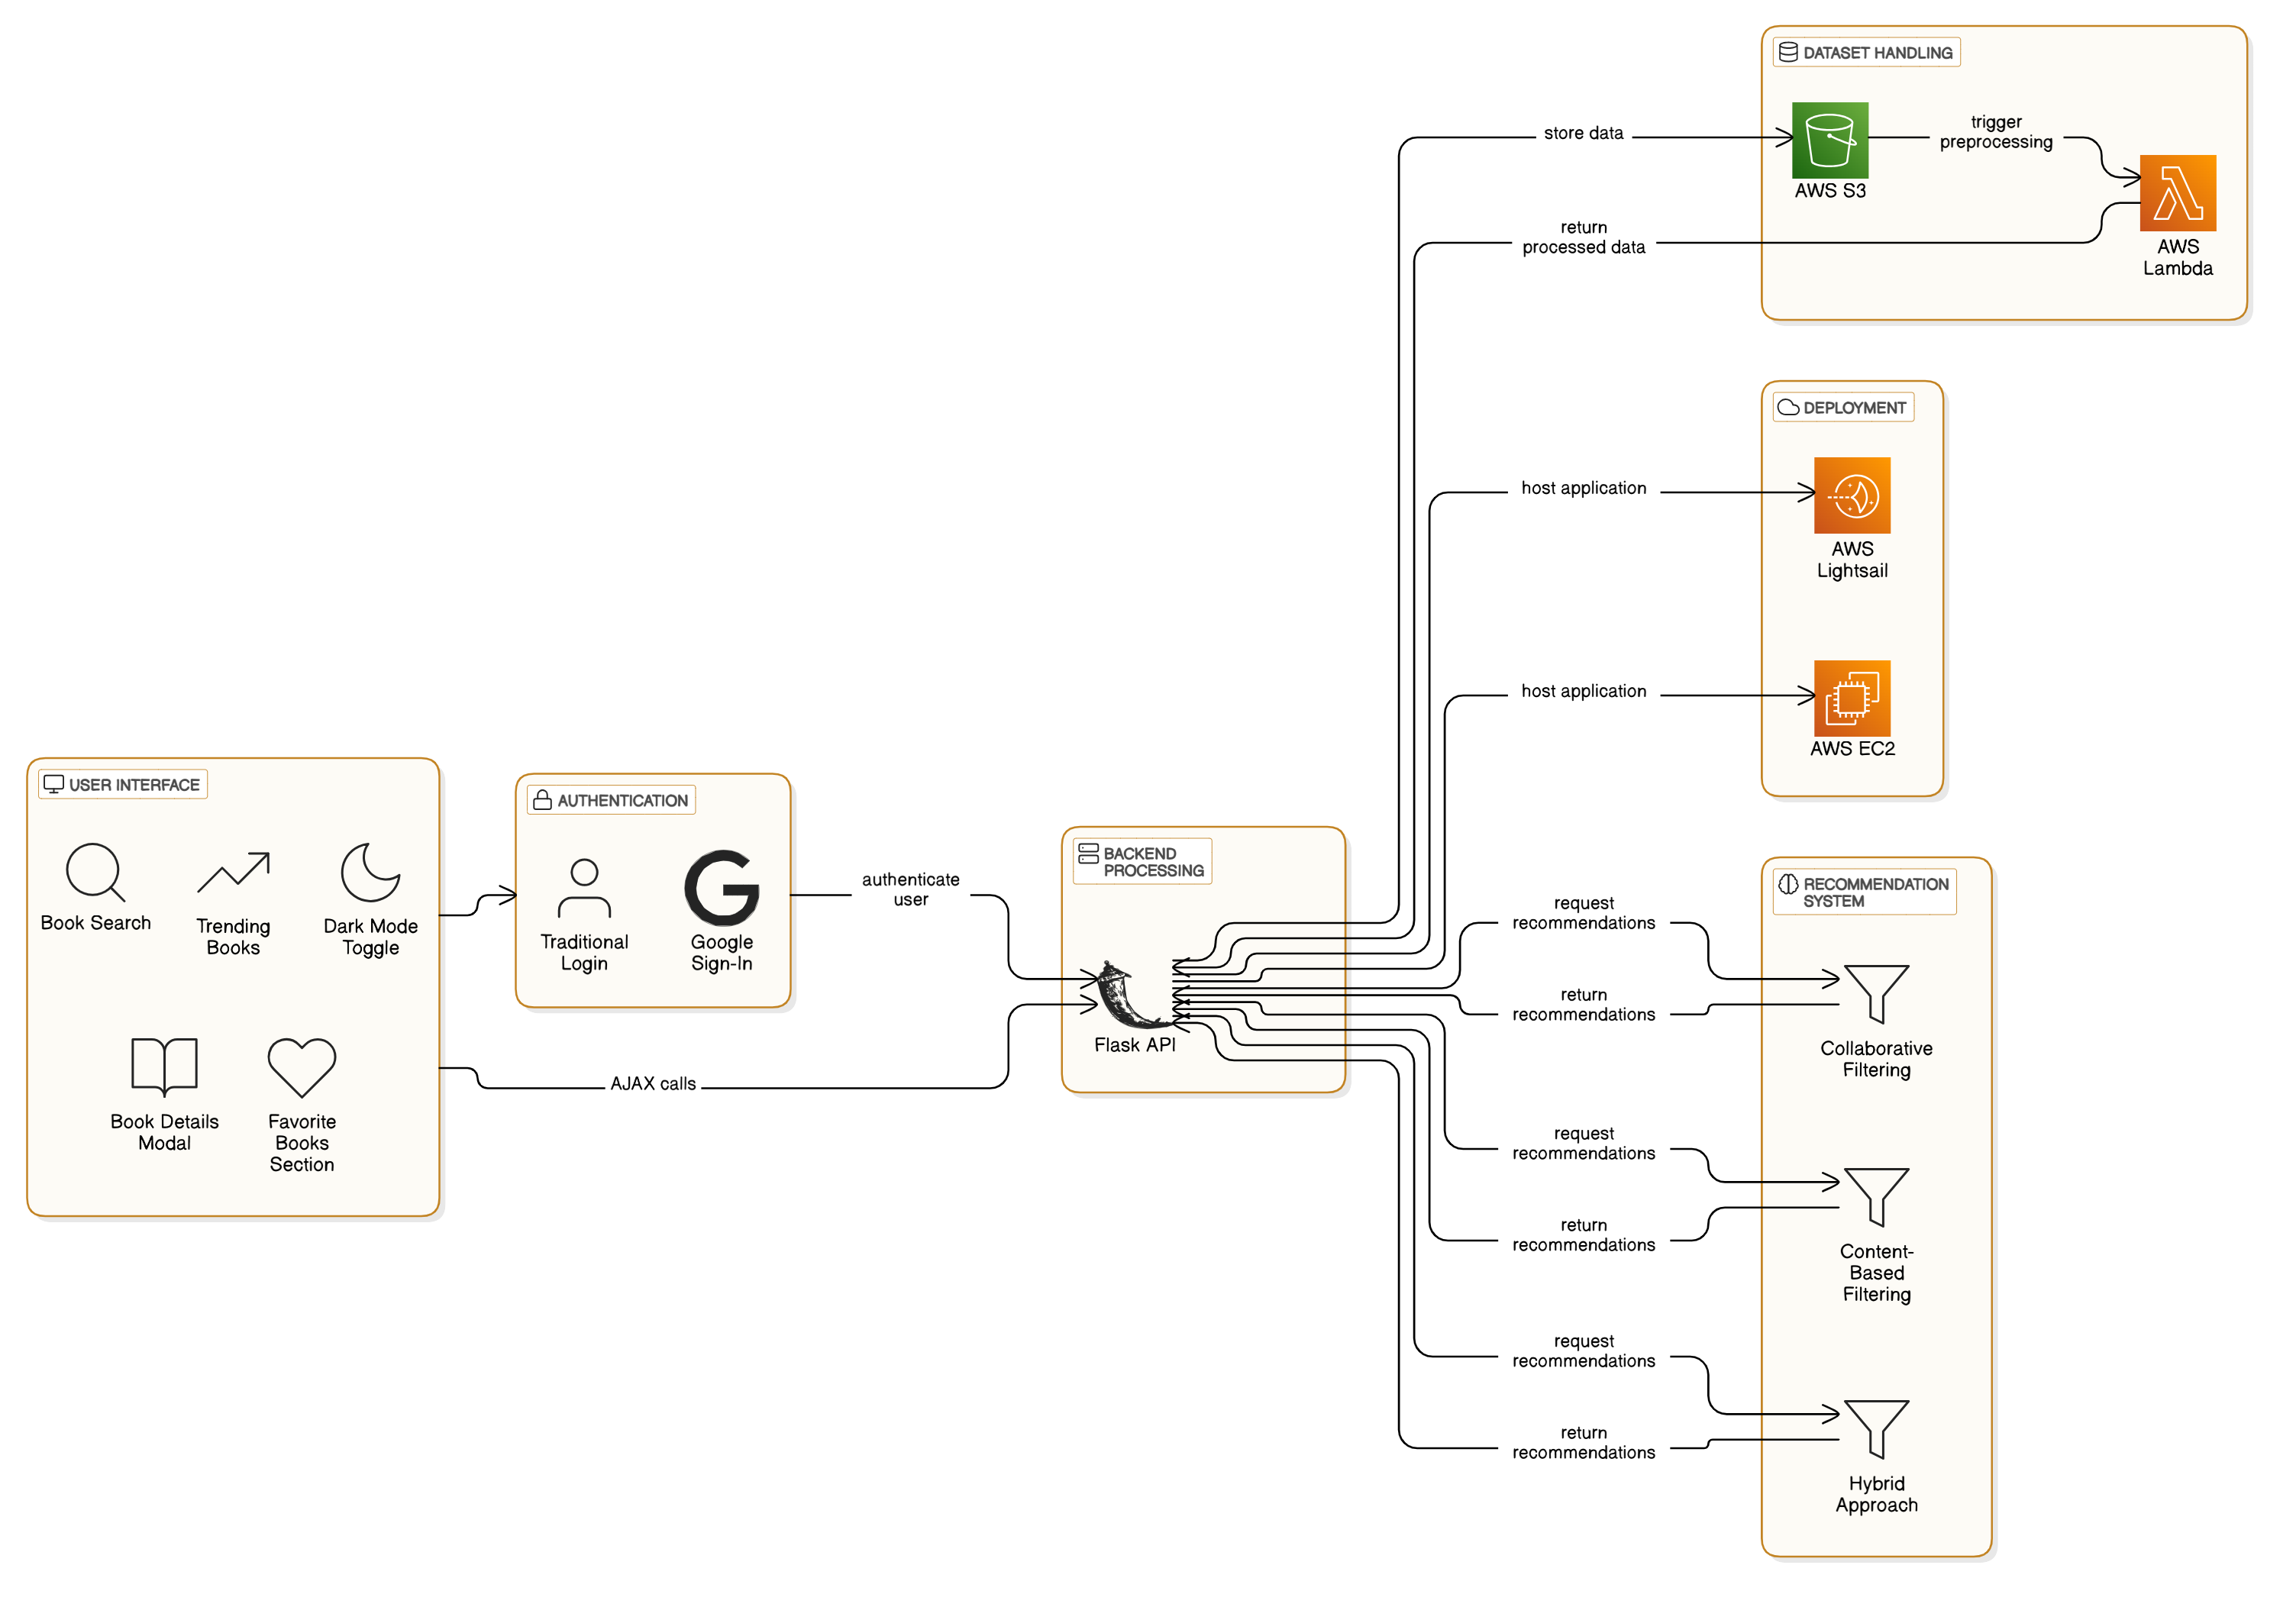 DATASET HANDLING
store data
trigger
preprocessing
AWS S3
return
processed data
AWS
Lambda
DEPLOYMENT
host application
AWS
Lightsail
host application
AWS EC2
USER INTERFACE
Book Search
Trending
Books
Dark Mode
Toggle
Book Details
Modal
Favorite
Books
Section
AUTHENTICATION
Traditional
Login
Google
Sign-In
authenticate
user
AJAX calls
BACKEND
PROCESSING
Flask API
RECOMMENDATION
SYSTEM
request
recommendations
return
recommendations
Collaborative
Filtering
request
recommendations
return
recommendations
Content-
Based
Filtering
request
recommendations
return
recommendations
Hybrid
Approach